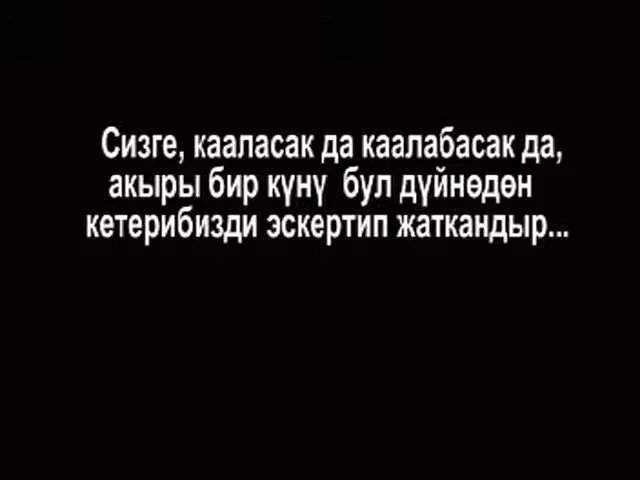 Сизге, кааласак да каалабасак да,
акыры бир күнү бул дүйнөдөн
кетерибизди эскертип жаткандыр...